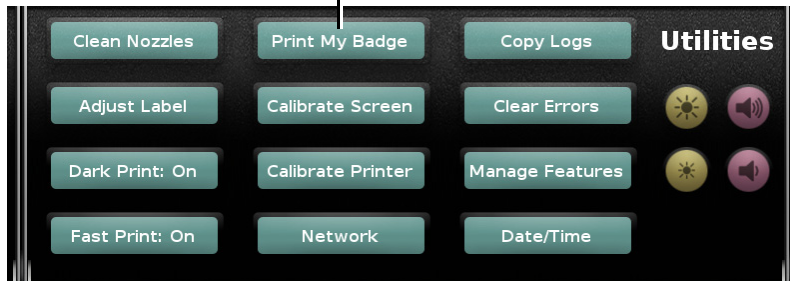 Clean Nozzles Print My Badge Copy Logs Utilities
Adjust Label Calibrate Screen Clear Errors
Dark Print: On Calibrate Printer Manage Features
Fast Print: On Network Date/Time